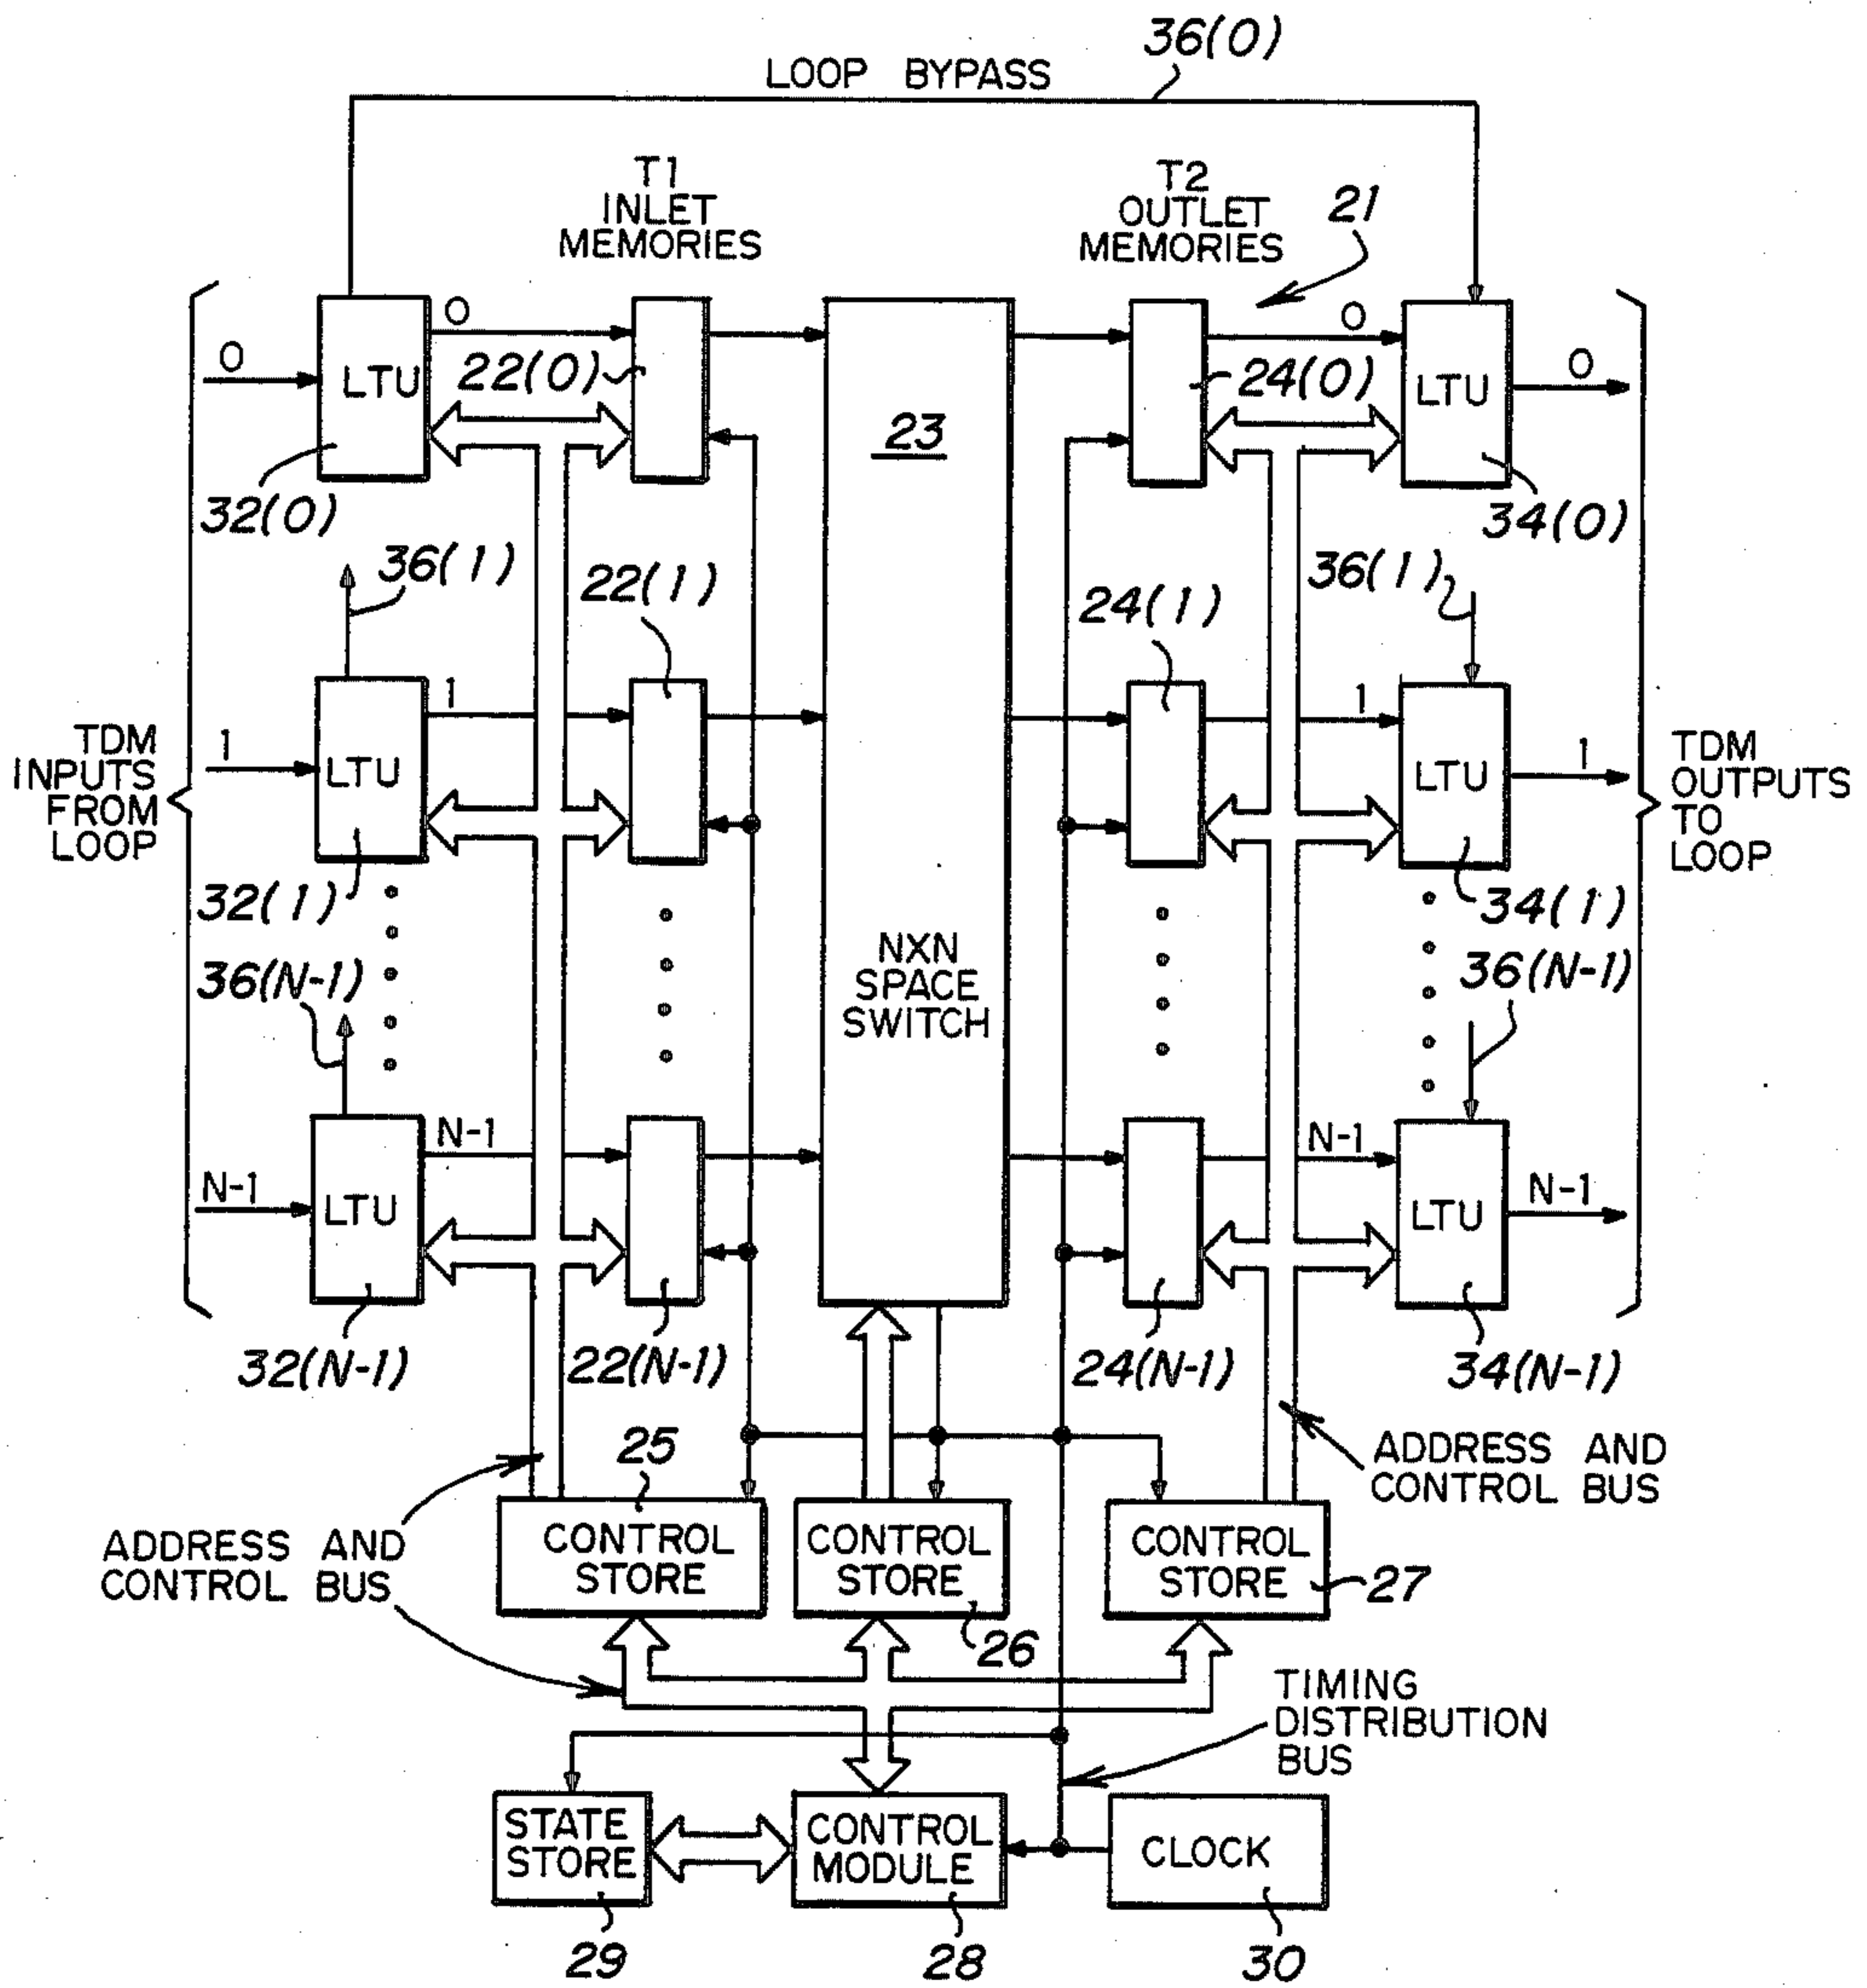 36(0)
LOOP BYPASS
T1
INLET
MEMORIES
T2
OUTLET
MEMORIES
21
0
0
LTU
22(0)
23
24(0)
0
LTU
0
32(0)
34(0)
36(1)
22(1)
24(1)
36(1)
TDM
INPUTS
FROM
LOOP
1
LTU
1
1
LTU
1
TDM
OUTPUTS
TO
LOOP
32(1)
34(1)
NXN
SPACE
SWITCH
36(N-1)
36(N-1)
N-1
LTU
N-1
N-1
LTU
N-1
32(N-1)
22(N-1)
24(N-1)
34(N-1)
25
ADDRESS AND
CONTROL BUS
ADDRESS AND
CONTROL BUS
CONTROL
STORE
CONTROL
STORE
26
CONTROL
STORE
27
TIMING
DISTRIBUTION
BUS
STATE
STORE
29
CONTROL
MODULE
28
CLOCK
30